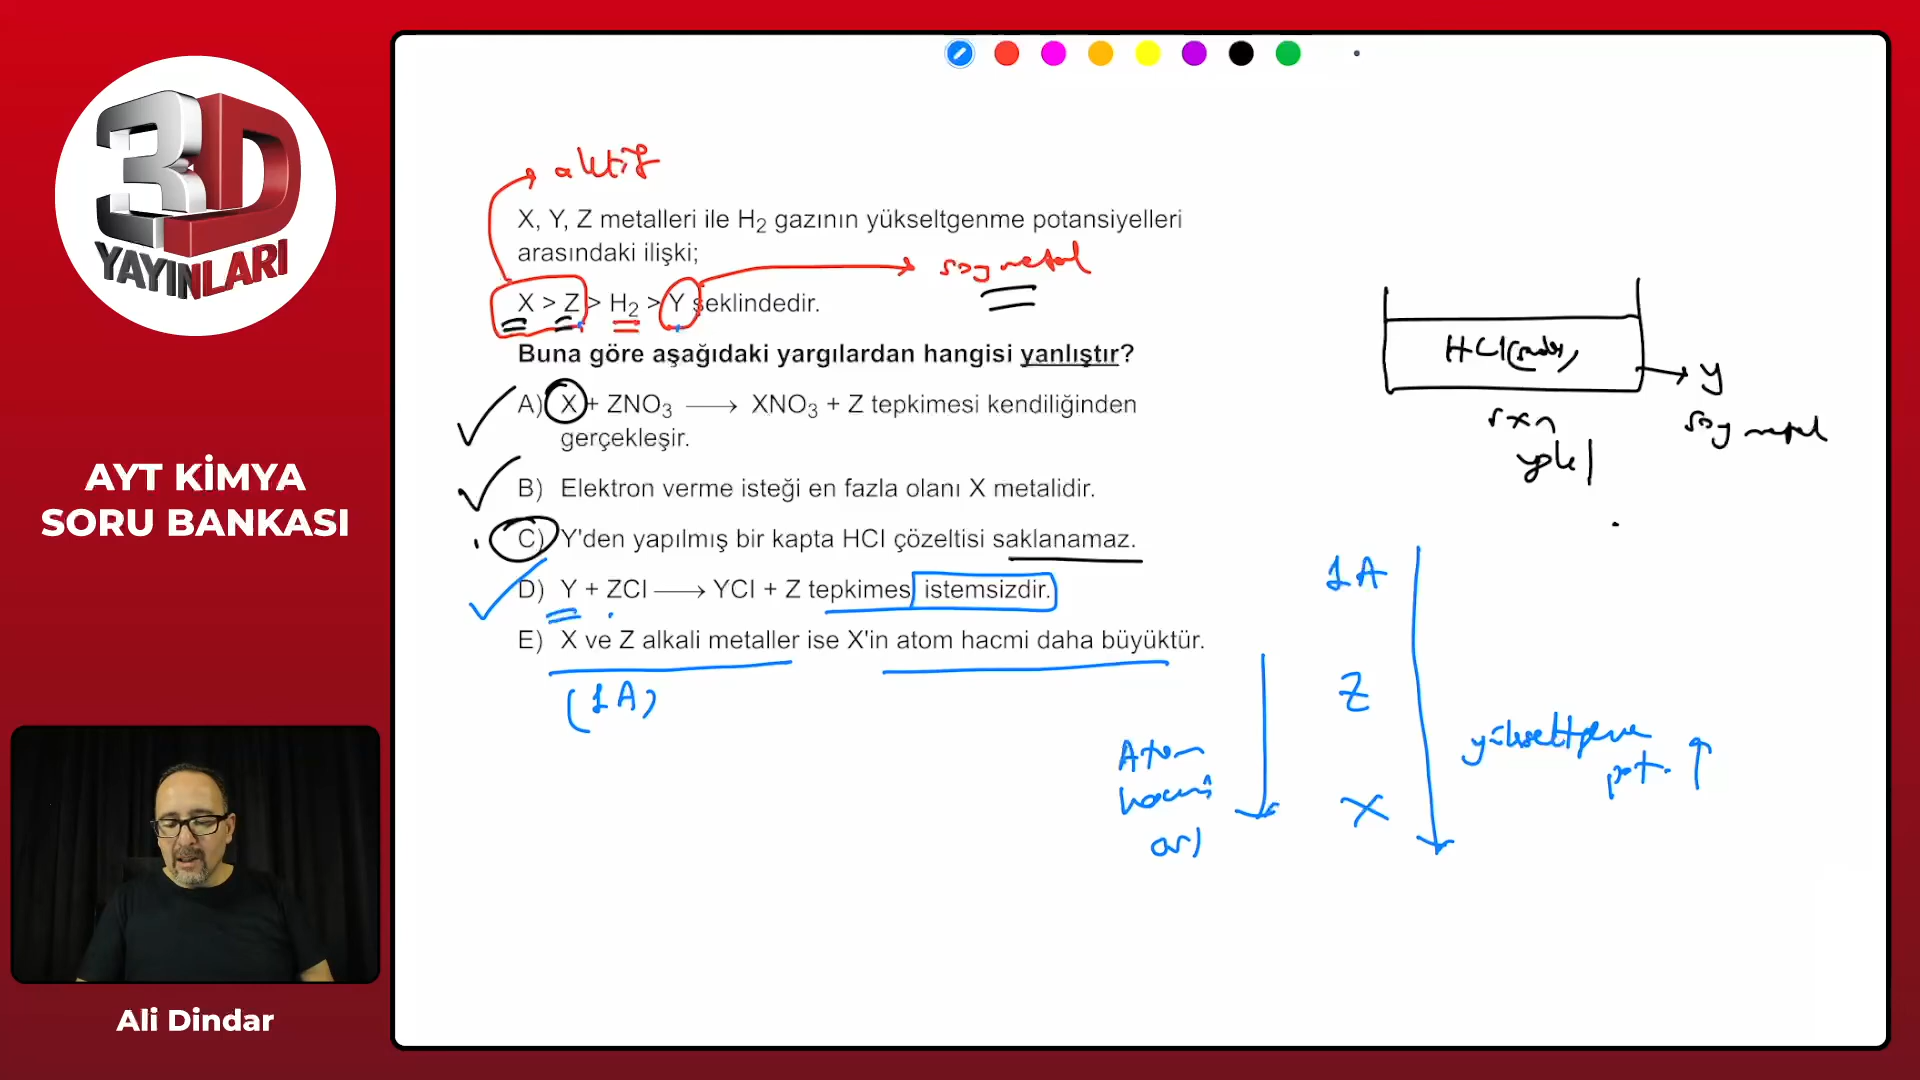 3D
YAYINLARI
AYT KİMYA
SORU BANKASI
Ali Dindar
aktif
X, Y, Z metalleri ile H₂ gazının yükseltgenme potansiyelleri
arasındaki ilişki;
soy metal
X > Z > H₂ > Y şeklindedir.
Buna göre aşağıdaki yargılardan hangisi yanlıştır?
A) X + ZNO₃ ⟶ XNO₃ + Z tepkimesi kendiliğinden
gerçekleşir.
B) Elektron verme isteği en fazla olanı X metalidir.
C) Y'den yapılmış bir kapta HCl çözeltisi saklanamaz.
D) Y + ZCl ⟶ YCl + Z tepkimesi istemsizdir.
E) X ve Z alkali metaller ise X'in atom hacmi daha büyüktür.
(1A)
HCl
Y
soy metal
rxn
yok!
1A
Z
X
Atom
hacmi
yükseltgenme
pot. ↑